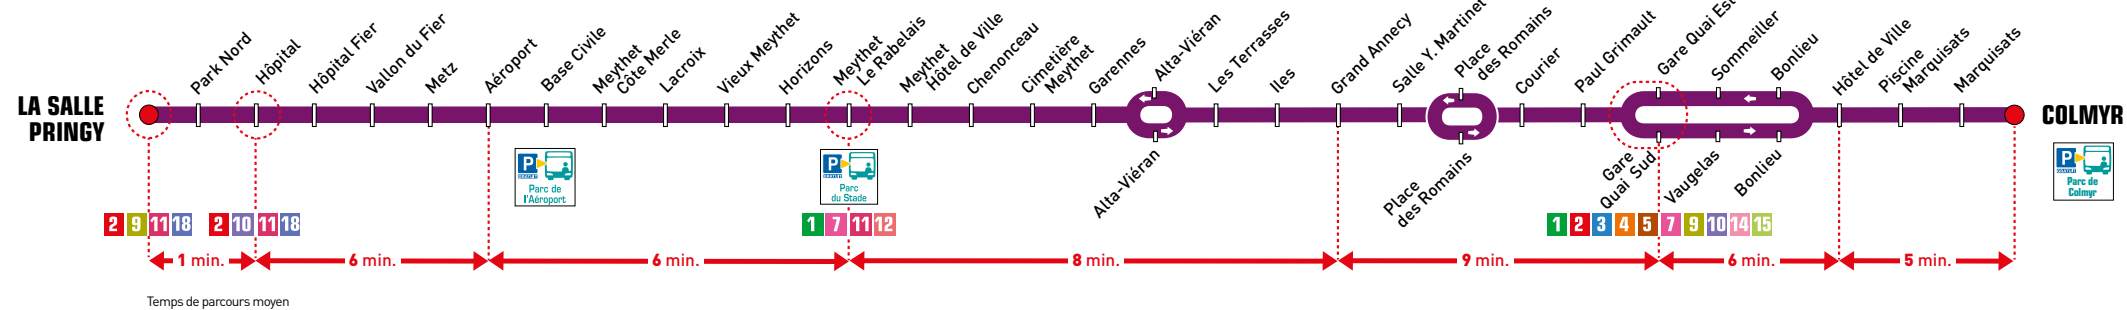 LA SALLE
PRINGY
Park Nord
Hôpital
Hôpital Fier
Vallon du Fier
Metz
Aéroport
Base Civile
Meythet
Côte Merle
Lacroix
Vieux Meythet
Horizons
Meythet
Le Rabelais
Meythet
Hôtel de Ville
Chenonceau
Cimetière
Meythet
Garennes
Alta-Viéran
Alta-Viéran
Les Terrasses
Iles
Grand Annecy
Salle Y. Martinet
Place
des Romains
Place
des Romains
Courier
Paul Grimault
Gare Quai Est
Sommeiller
Bonlieu
Gare
Quai Sud
Vaugelas
Bonlieu
Hôtel de Ville
Piscine
Marquisats
Marquisats
COLMYR
P
GRATUIT
Parc de
l'Aéroport
P
GRATUIT
Parc
du Stade
P
GRATUIT
Parc de
Colmyr
2 9 11 18
2 10 11 18
1 7 11 12
1 2 3 4 5 7 9 10 14 15
1 min.
6 min.
6 min.
8 min.
9 min.
6 min.
5 min.
Temps de parcours moyen